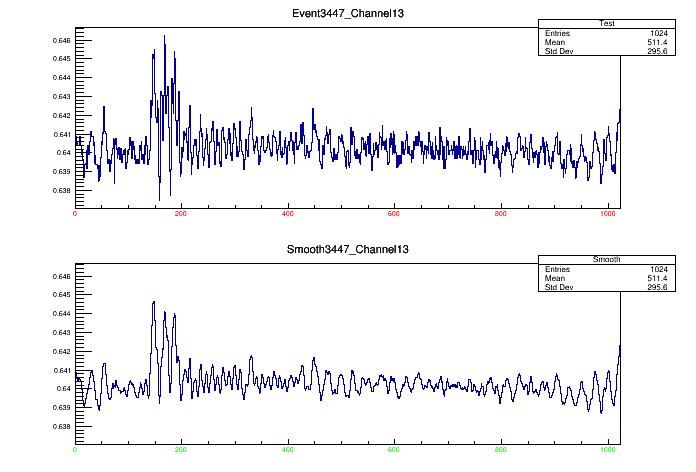 Event3447_Channel13
Test
Entries 1024
Mean 511.4
Std Dev 295.6
0.646
0.645
0.644
0.643
0.642
0.641
0.64
0.639
0.638
0 200 400 600 800 1000
Smooth3447_Channel13
Smooth
Entries 1024
Mean 511.4
Std Dev 295.6
0.646
0.645
0.644
0.643
0.642
0.641
0.64
0.639
0.638
0 200 400 600 800 1000